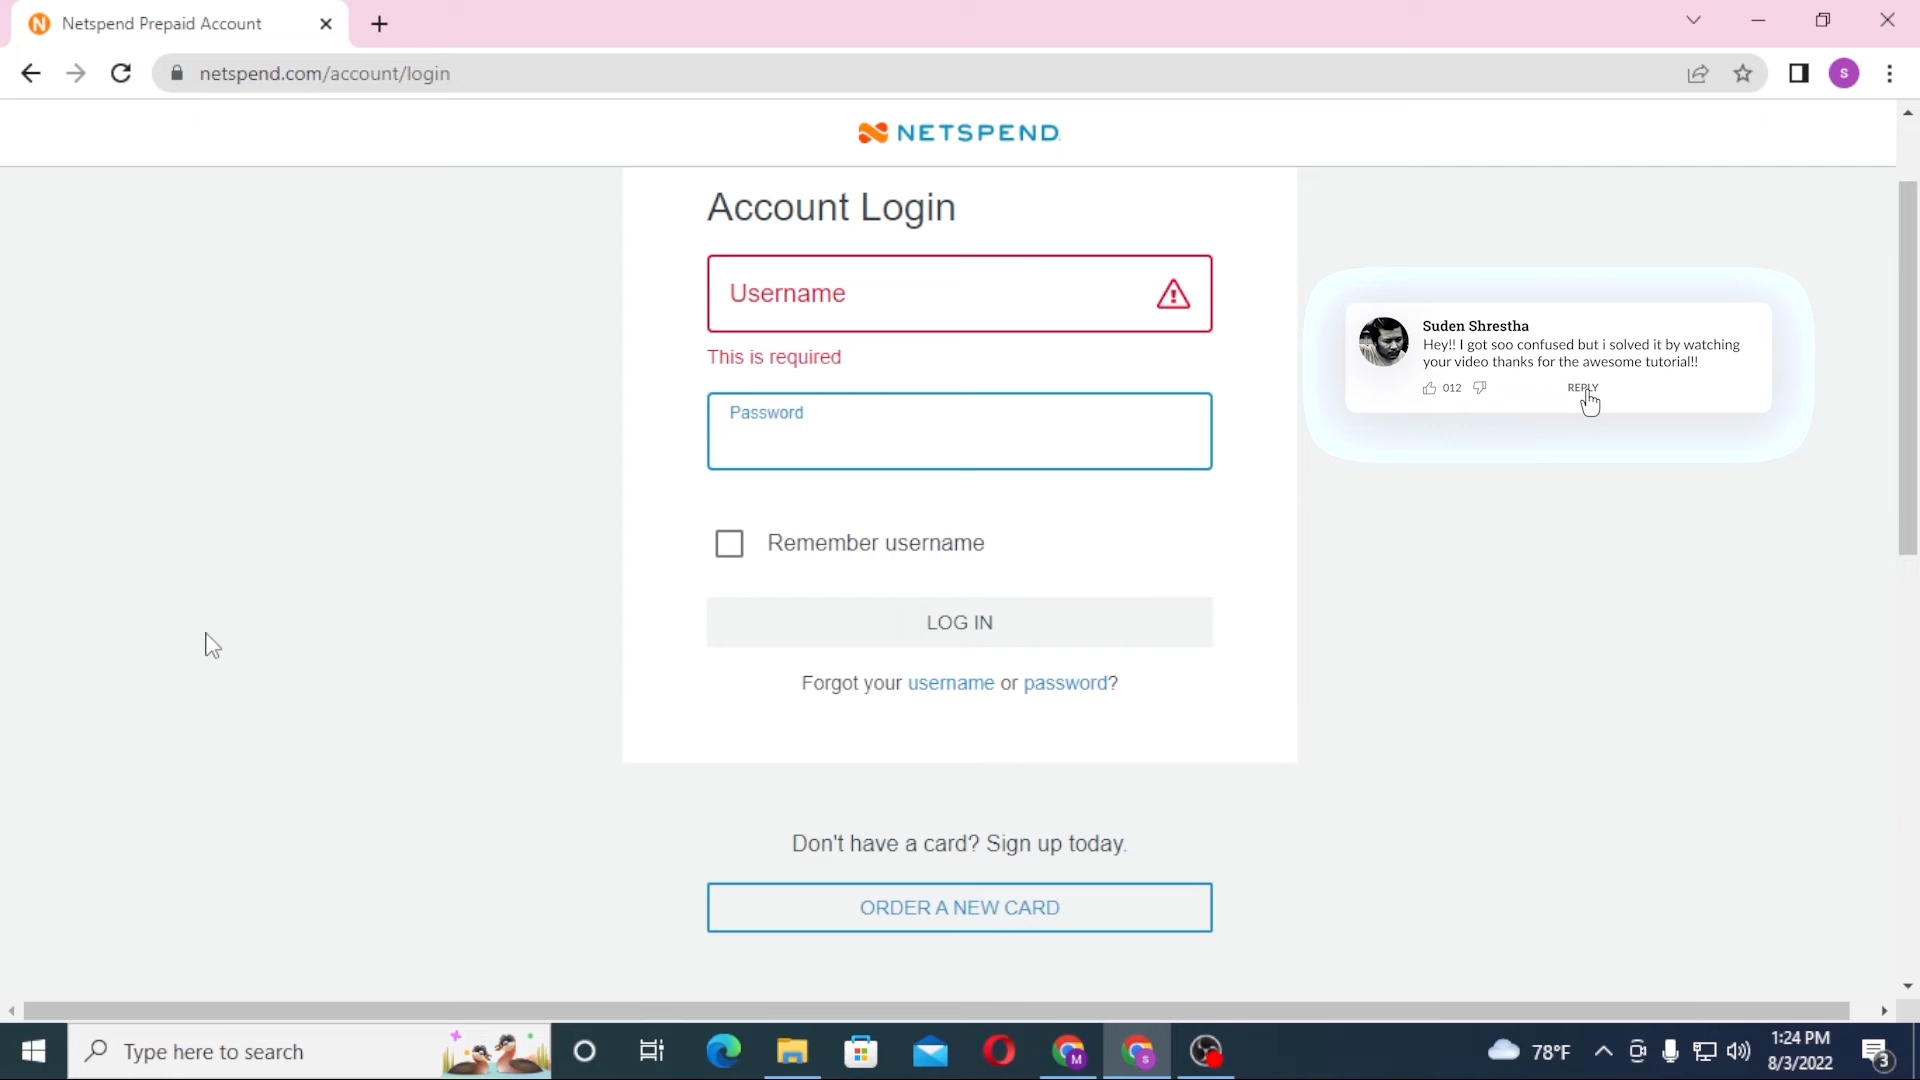 Netspend Prepaid Account
netspend.com/account/login
S
NETSPEND
Account Login
Username
This is required
Password
Remember username
LOG IN
Forgot your username or password?
Don't have a card? Sign up today.
ORDER A NEW CARD
Suden Shrestha
Hey!! I got soo confused but i solved it by watching
your video thanks for the awesome tutorial!!
012
REPLY
Type here to search
M
S
78°F
1:24 PM
8/3/2022
3